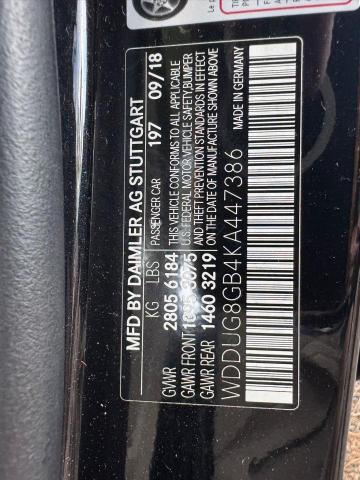 MFD BY DAIMLER AG STUTTGART
KG LBS PASSENGER CAR 197 09/18
GVWR 2805 6184 THIS VEHICLE CONFORMS TO ALL APPLICABLE
GAWR FRONT U.S. FEDERAL MOTOR VEHICLE SAFETY,BUMPER
AND THEFT PREVENTION STANDARDS IN EFFECT
GAWR REAR 1460 3219 ON THE DATE OF MANUFACTURE SHOWN ABOVE
WDDUG8GB4KA447386 MADE IN GERMANY